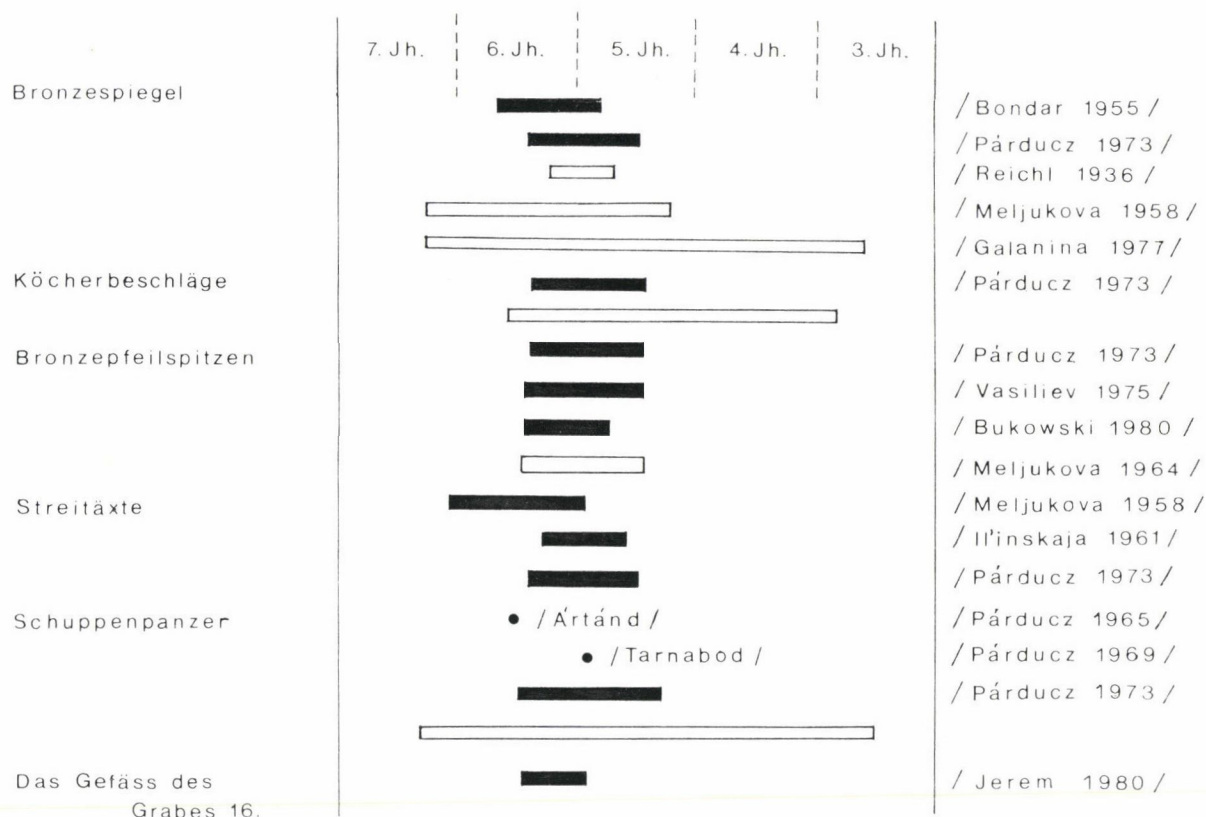 7. Jh. 6. Jh. 5. Jh. 4. Jh. 3. Jh.
Bronzespiegel
/ Bondar 1955 /
/ Párducz 1973 /
/ Reichl 1936 /
/ Meljukova 1958 /
/ Galanina 1977 /
Köcherbeschläge / Párducz 1973 /
Bronzepfeilspitzen / Párducz 1973 /
/ Vasiliev 1975 /
/ Bukowski 1980 /
/ Meljukova 1964 /
Streitäxte / Meljukova 1958 /
/ Il'inskaja 1961 /
/ Párducz 1973 /
Schuppenpanzer / Ártánd / / Párducz 1965 /
/ Tarnabod / / Párducz 1969 /
/ Párducz 1973 /
Das Gefäss des / Jerem 1980 /
Grabes 16.